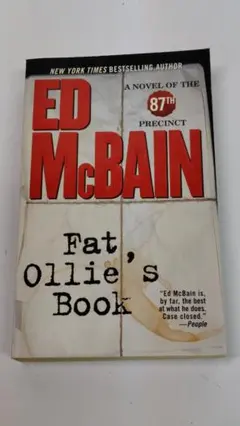 NEW YORK TIMES BESTSELLING AUTHOR
ED
McBAIN
A NOVEL OF THE
87TH
PRECINCT
Fat
Ollie's
Book
"Ed McBain is,
by far, the best
at what he does.
Case closed."
—People